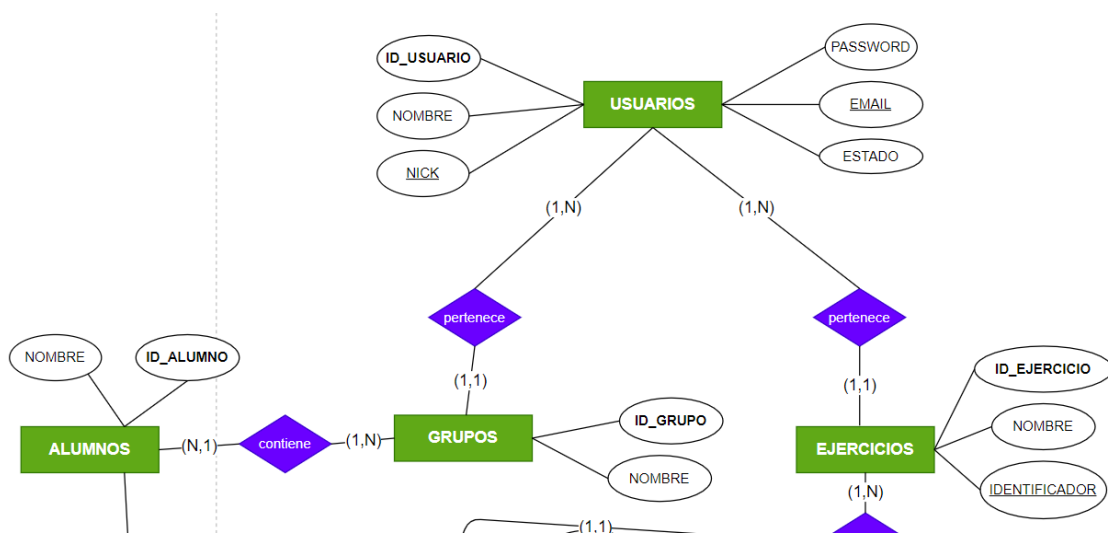 PASSWORD
ID_USUARIO
USUARIOS
EMAIL
NOMBRE
ESTADO
NICK
(1,N)
(1,N)
pertenece
pertenece
NOMBRE
ID_ALUMNO
(1,1)
(1,1)
ID_EJERCICIO
ID_GRUPO
NOMBRE
ALUMNOS
(N,1)
contiene
(1,N)
GRUPOS
EJERCICIOS
NOMBRE
(1,N)
IDENTIFICADOR
(1,1)